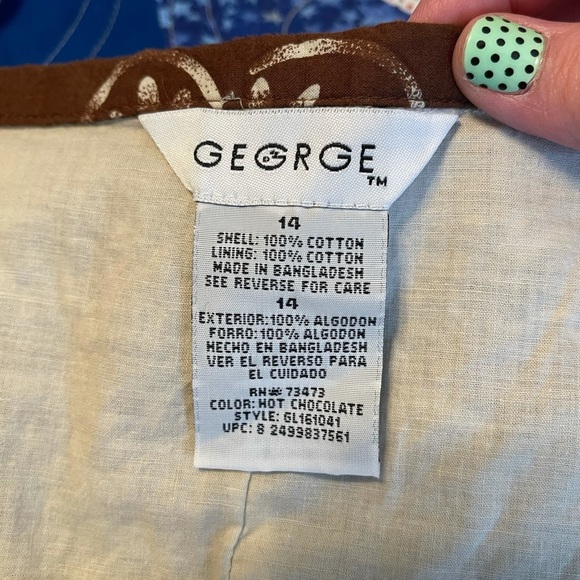 GEORGE
TM
14
SHELL: 100% COTTON
LINING: 100% COTTON
MADE IN BANGLADESH
SEE REVERSE FOR CARE
14
EXTERIOR:100% ALGODON
FORRO: 100% ALGODON
HECHO EN BANGLADESH
VER EL REVERSO PARA
EL CUIDADO
RN# 73473
COLOR: HOT CHOCOLATE
STYLE: GL161041
UPC: 8 2499837561